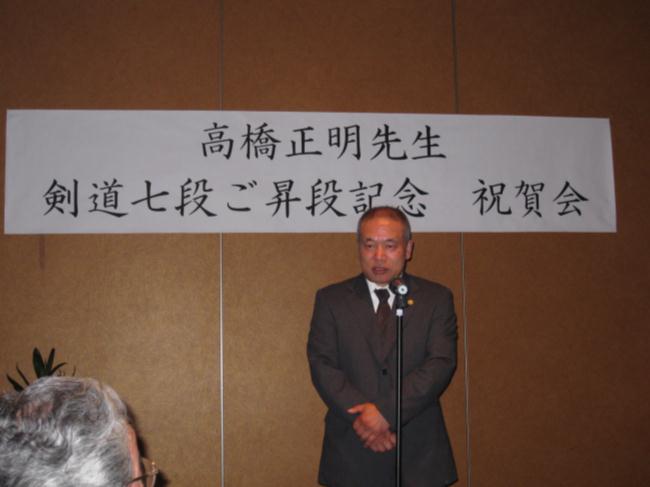 高橋正明先生
剣道七段ご昇段記念　祝賀会